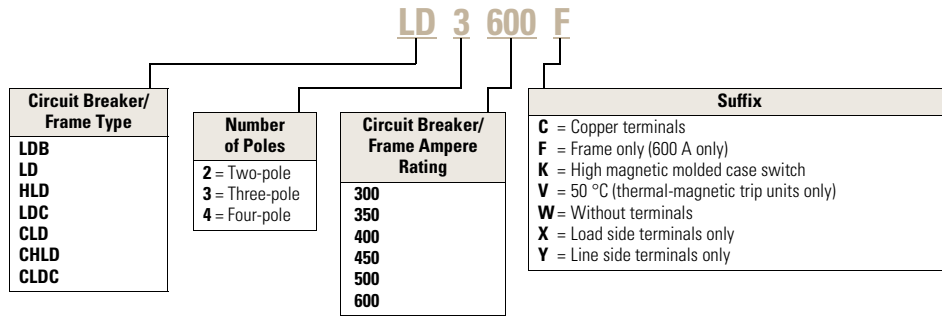 LD 3 600 F
Circuit Breaker/
Frame Type
LDB
LD
HLD
LDC
CLD
CHLD
CLDC
Number
of Poles
2 = Two-pole
3 = Three-pole
4 = Four-pole
Circuit Breaker/
Frame Ampere
Rating
300
350
400
450
500
600
Suffix
C = Copper terminals
F = Frame only (600 A only)
K = High magnetic molded case switch
V = 50 °C (thermal-magnetic trip units only)
W = Without terminals
X = Load side terminals only
Y = Line side terminals only